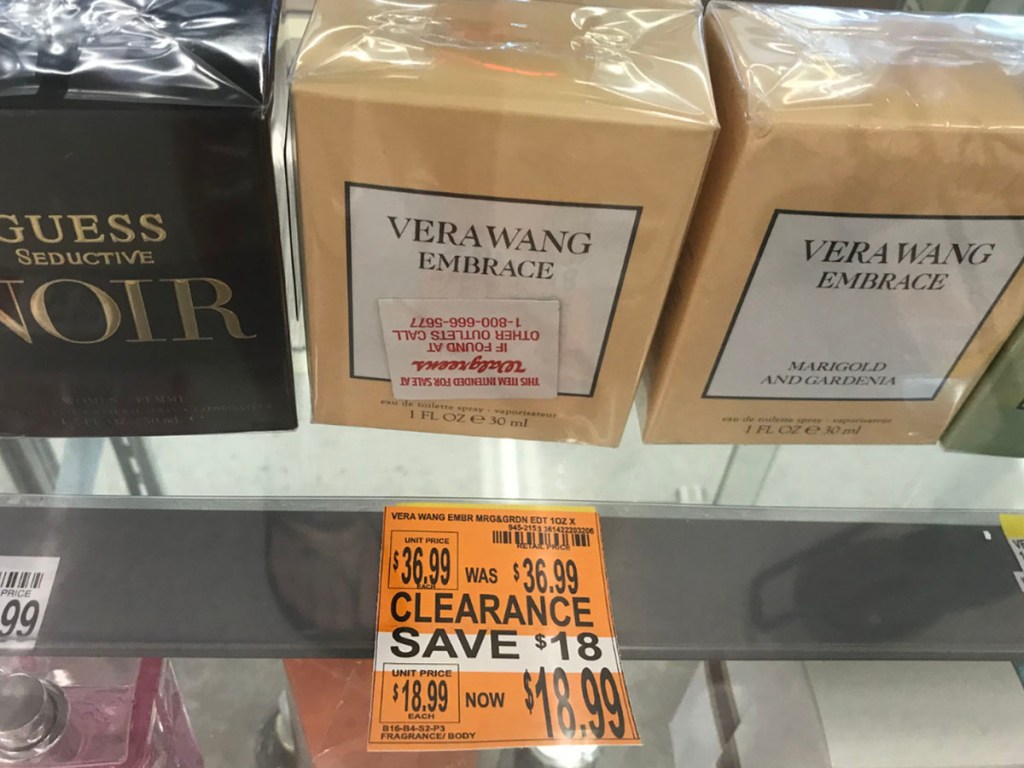 GUESS
SEDUCTIVE
NOIR
VERA WANG
EMBRACE
THIS ITEM INTENDED FOR SALE AT
Walgreens
IF FOUND AT
OTHER OUTLETS CALL
1-800-666-5677
eau de toilette spray · vaporisateur
1 FL OZ e 30 ml
VERA WANG
EMBRACE
MARIGOLD
AND GARDENIA
eau de toilette spray · vaporisateur
1 FL OZ e 30 ml
VERA WANG EMBR MRG&GRDN EDT 1OZ X
RETAIL PRICE
UNIT PRICE
$36.99
EACH
WAS $36.99
CLEARANCE
SAVE $18
UNIT PRICE
$18.99
EACH
NOW $18.99
B16-B4-S2-P3
FRAGRANCE/ BODY
PRICE
.99